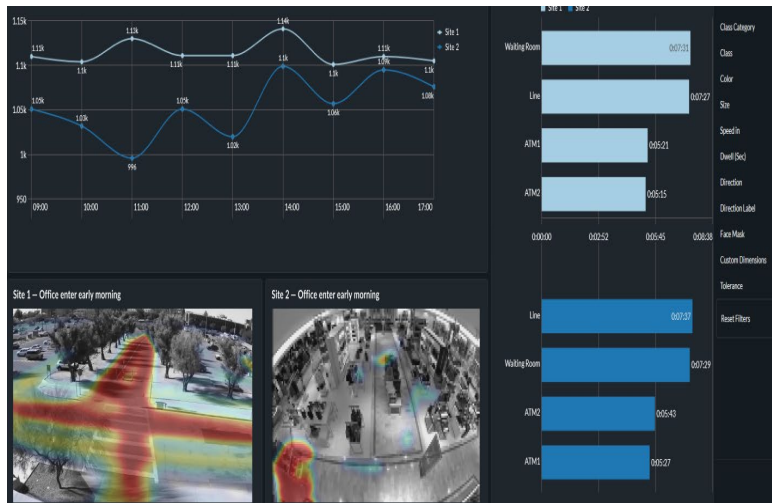 1.15k
1.1k
1.05k
1k
950
1.11k
1.1k
1.13k
1.11k
1.11k
1.14k
1.1k
1.11k
1.1k
1.05k
1.03k
996
1.05k
1.02k
1.1k
1.06k
1.09k
1.08k
09:00
10:00
11:00
12:00
13:00
14:00
15:00
16:00
17:00
Site 1
Site 2
Site 1 – Office enter early morning
Site 2 – Office enter early morning
Site 1
Site 2
Waiting Room
0:07:31
Line
0:07:27
ATM1
0:05:21
ATM2
0:05:15
0:00:00
0:02:52
0:05:45
0:08:38
Line
0:07:37
Waiting Room
0:07:29
ATM2
0:05:43
ATM1
0:05:27
Class Category
Class
Color
Size
Speed in
Dwell (Sec)
Direction
Direction Label
Face Mask
Custom Dimensions
Tolerance
Reset Filters